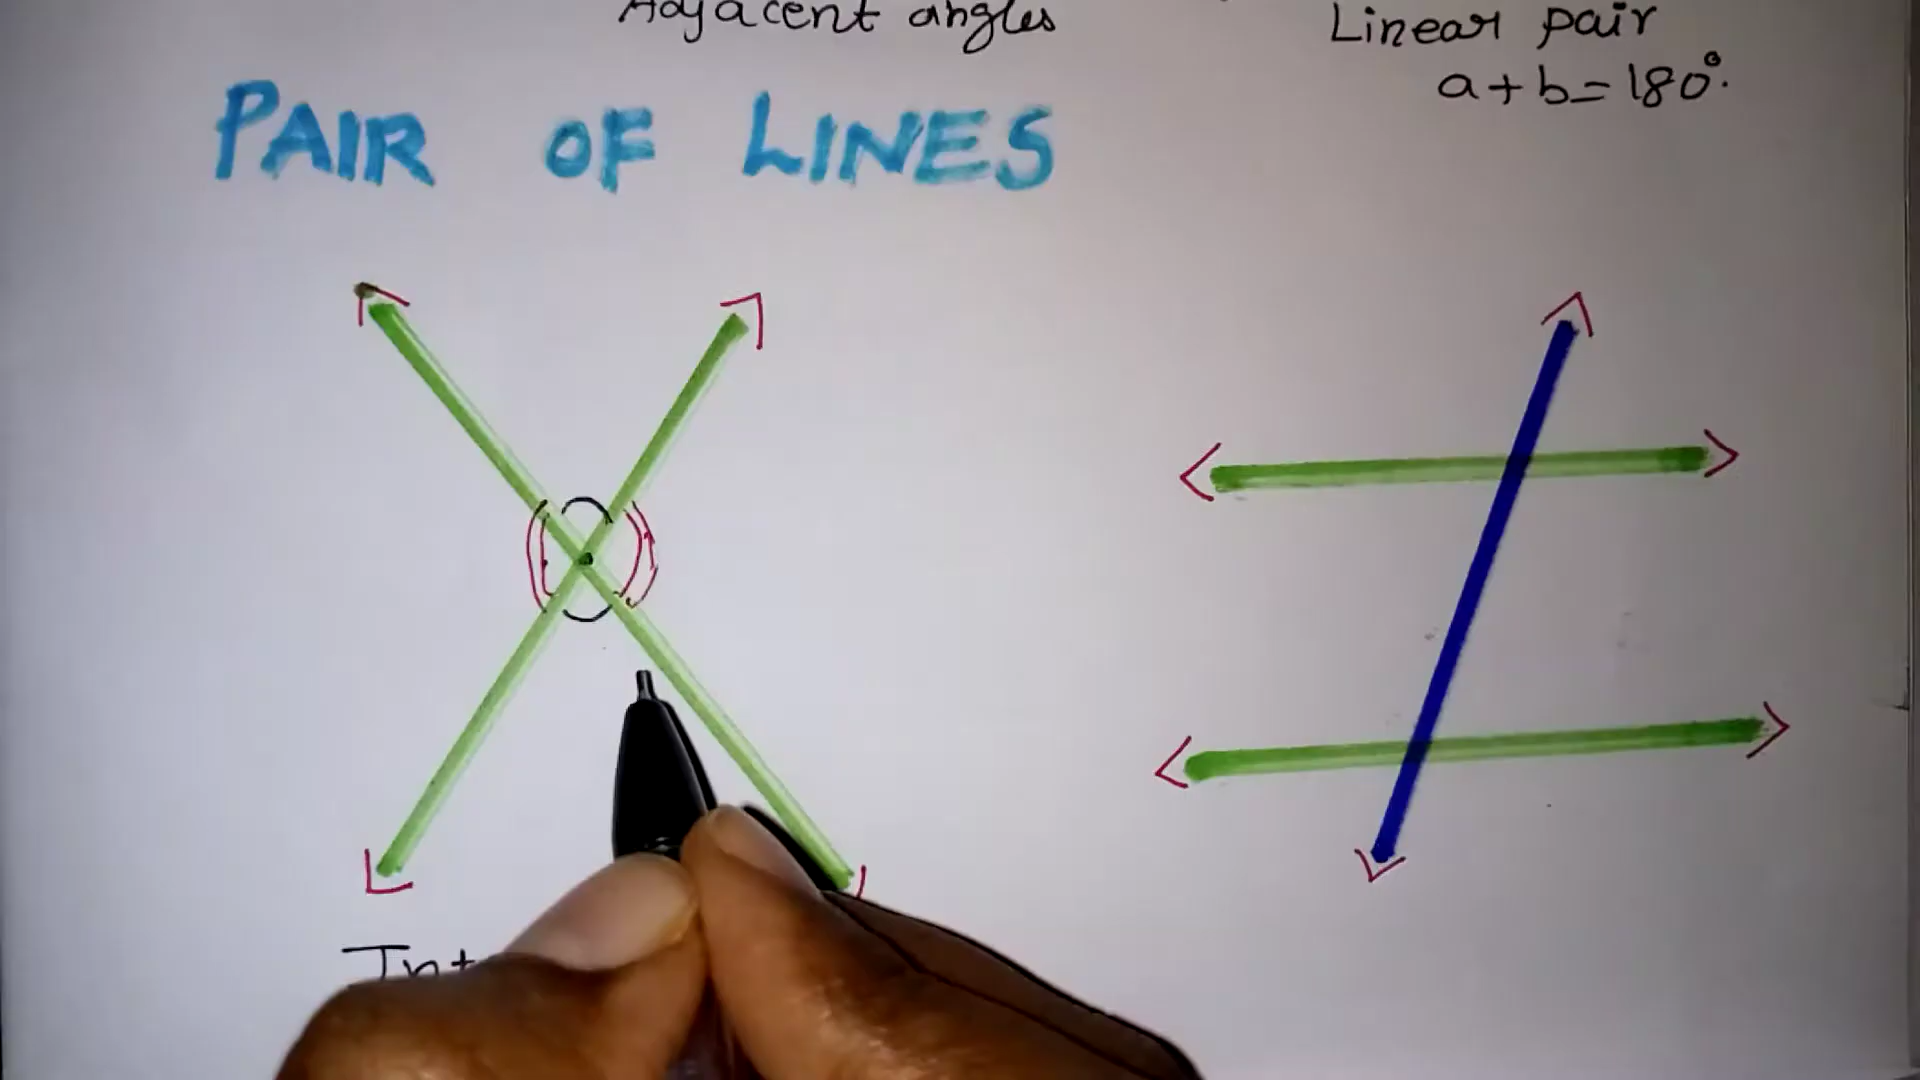 Adjacent angles
Linear pair
a+b=180°.
PAIR OF LINES